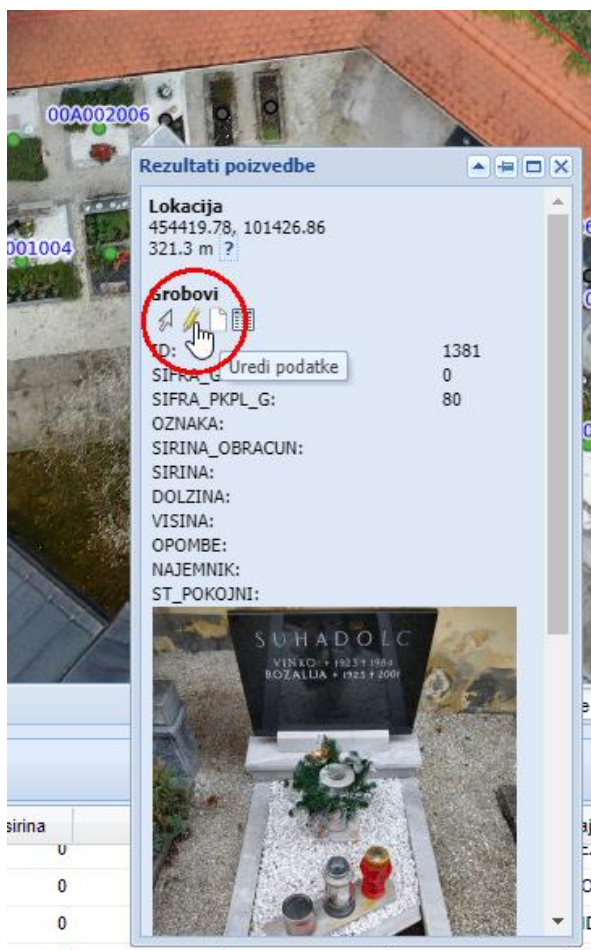 00A002006
001004
Rezultati poizvedbe
Lokacija
454419.78, 101426.86
321.3 m ?
Grobovi
ID: 1381
Uredi podatke
SIFRA_G 0
SIFRA_PKPL_G: 80
OZNAKA:
SIRINA_OBRACUN:
SIRINA:
DOLZINA:
VISINA:
OPOMBE:
NAJEMNIK:
ST_POKOJNI:
SUHADOLC
VINKO + 1923 † 1984
ROZALIJA + 1925 † 2001
sirina
0
0
0